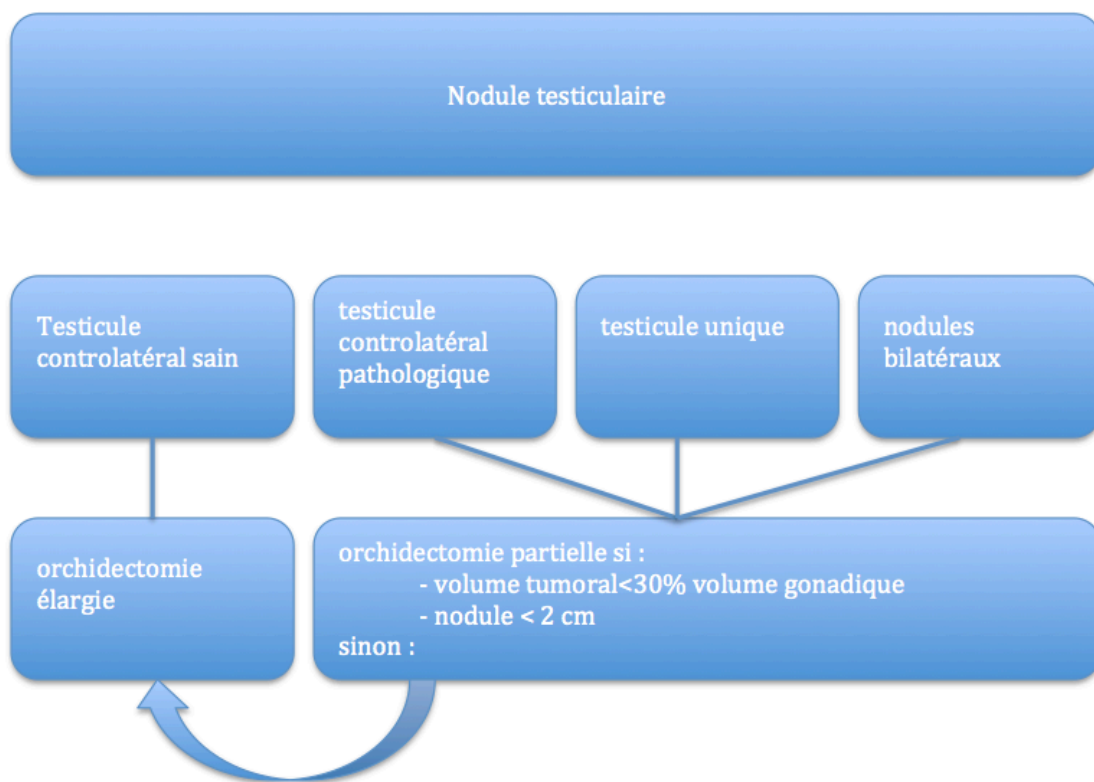 Nodule testiculaire
Testicule
controlatéral sain
testicule
controlatéral
pathologique
testicule unique
nodules
bilatéraux
orchidectomie
élargie
orchidectomie partielle si :
- volume tumoral<30% volume gonadique
- nodule < 2 cm
sinon :